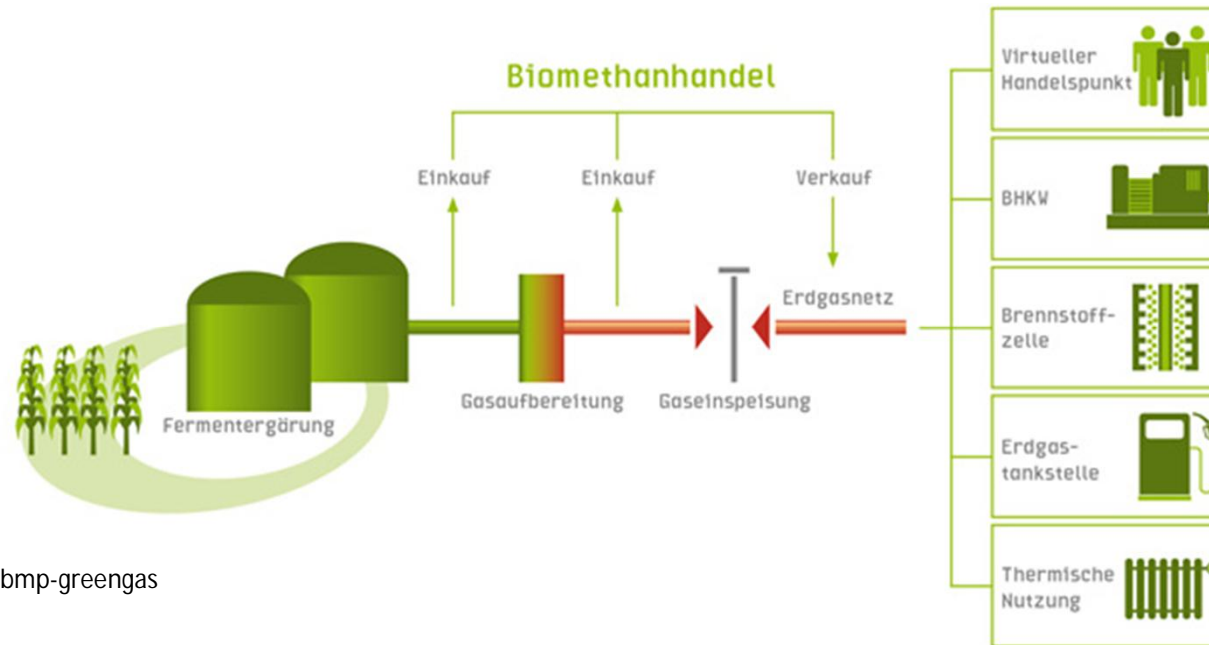 Biomethanhandel
Einkauf
Einkauf
Verkauf
Erdgasnetz
Gasaufbereitung
Gaseinspeisung
Fermentergärung
Virtueller
Handelspunkt
BHKW
Brennstoff-
zelle
Erdgas-
tankstelle
Thermische
Nutzung
bmp-greengas